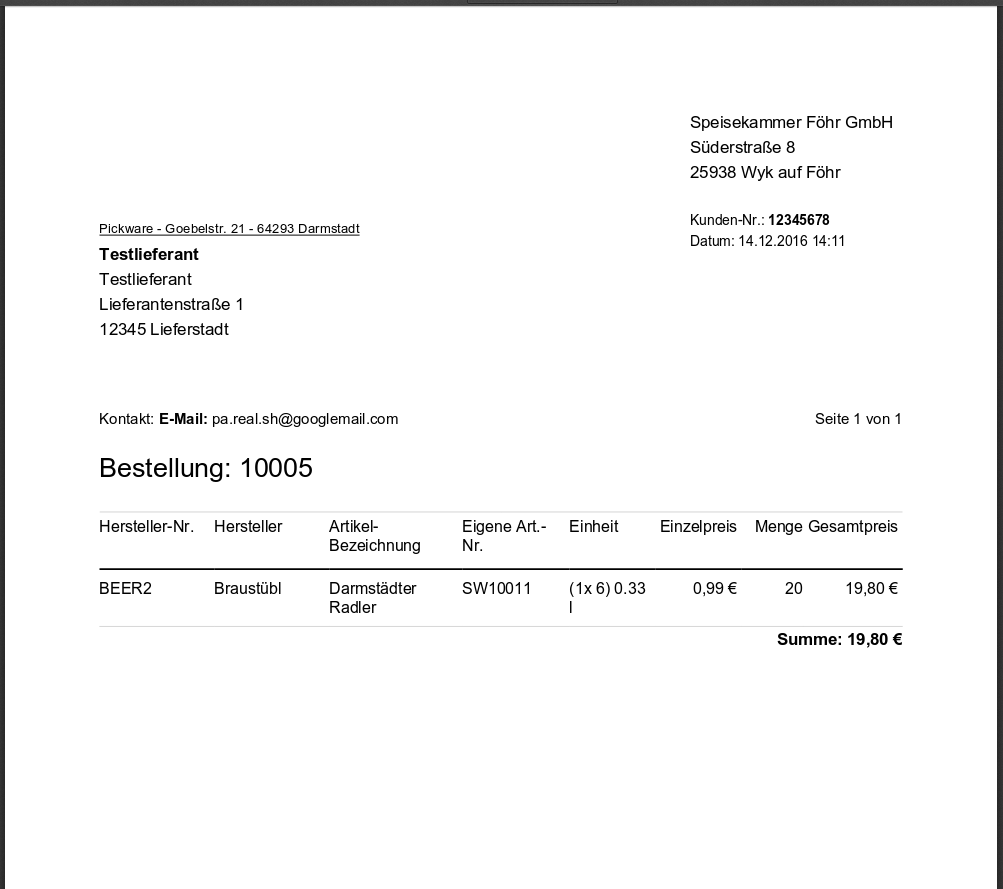 Speisekammer Föhr GmbH
Süderstraße 8
25938 Wyk auf Föhr
Kunden-Nr.: 12345678
Datum: 14.12.2016 14:11
Pickware - Goebelstr. 21 - 64293 Darmstadt
Testlieferant
Testlieferant
Lieferantenstraße 1
12345 Lieferstadt
Kontakt: E-Mail: pa.real.sh@googlemail.com Seite 1 von 1
Bestellung: 10005
Hersteller-Nr. Hersteller Artikel- Eigene Art.- Einheit Einzelpreis Menge Gesamtpreis
Bezeichnung Nr.
BEER2 Braustübl Darmstädter SW10011 (1x 6) 0.33 0,99 € 20 19,80 €
Radler l
Summe: 19,80 €